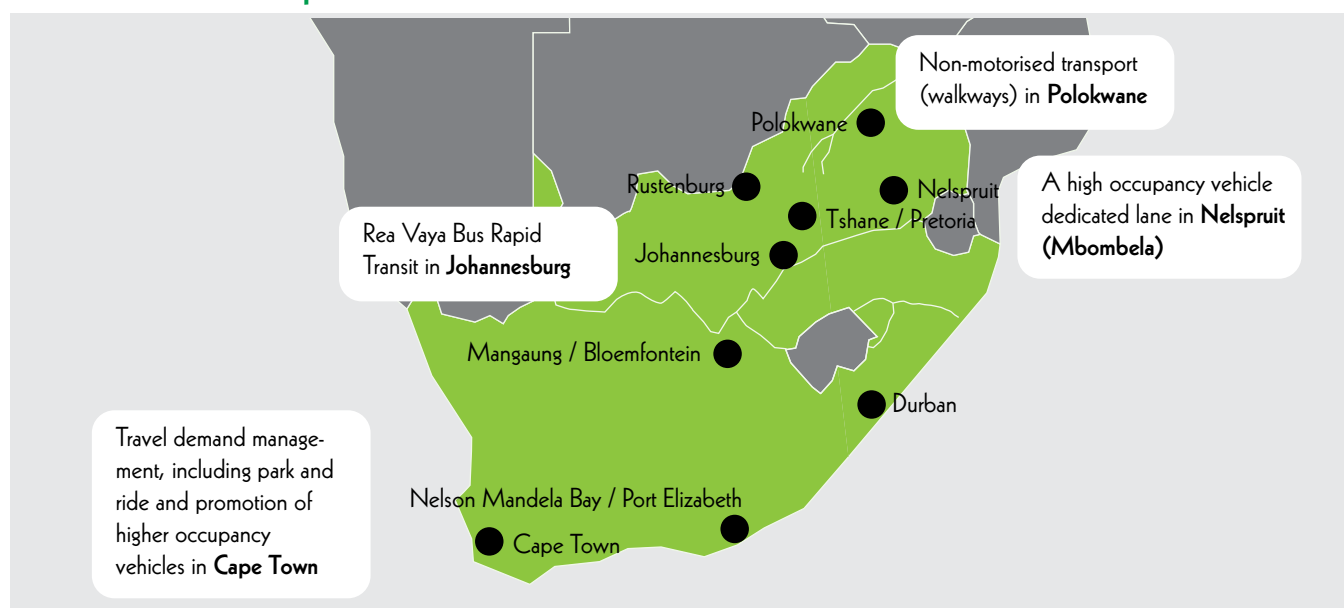 Non-motorised transport
(walkways) in Polokwane
Polokwane
A high occupancy vehicle
dedicated lane in Nelspruit
(Mbombela)
Rustenburg
Nelspruit
Tshane / Pretoria
Rea Vaya Bus Rapid
Transit in Johannesburg
Johannesburg
Mangaung / Bloemfontein
Durban
Travel demand manage-
ment, including park and
ride and promotion of
higher occupancy
vehicles in Cape Town
Nelson Mandela Bay / Port Elizabeth
Cape Town